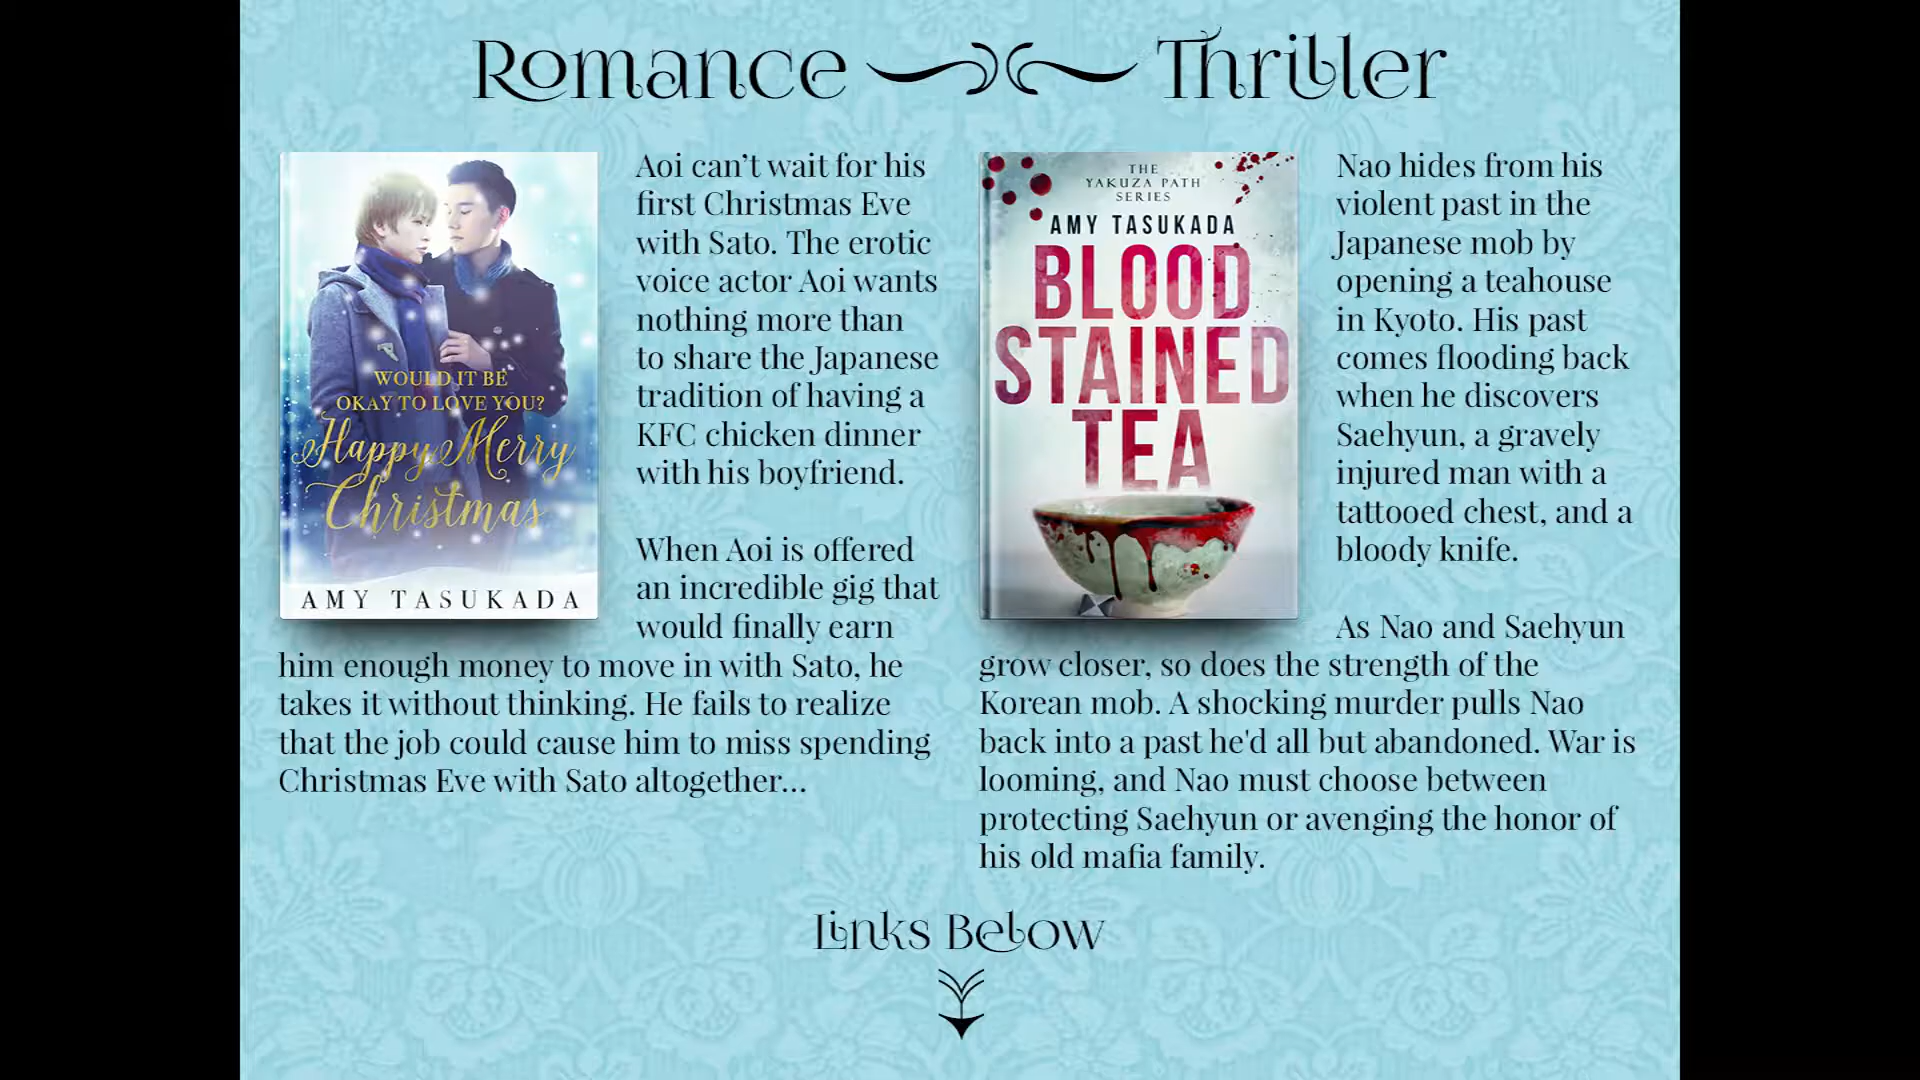 Romance Thriller
WOULD IT BE
OKAY TO LOVE YOU?
Happy Merry
Christmas
AMY TASUKADA
Aoi can’t wait for his
first Christmas Eve
with Sato. The erotic
voice actor Aoi wants
nothing more than
to share the Japanese
tradition of having a
KFC chicken dinner
with his boyfriend.
When Aoi is offered
an incredible gig that
would finally earn
him enough money to move in with Sato, he
takes it without thinking. He fails to realize
that the job could cause him to miss spending
Christmas Eve with Sato altogether...
THE
YAKUZA PATH
SERIES
AMY TASUKADA
BLOOD
STAINED
TEA
Nao hides from his
violent past in the
Japanese mob by
opening a teahouse
in Kyoto. His past
comes flooding back
when he discovers
Saehyun, a gravely
injured man with a
tattooed chest, and a
bloody knife.
As Nao and Saehyun
grow closer, so does the strength of the
Korean mob. A shocking murder pulls Nao
back into a past he'd all but abandoned. War is
looming, and Nao must choose between
protecting Saehyun or avenging the honor of
his old mafia family.
Links Below